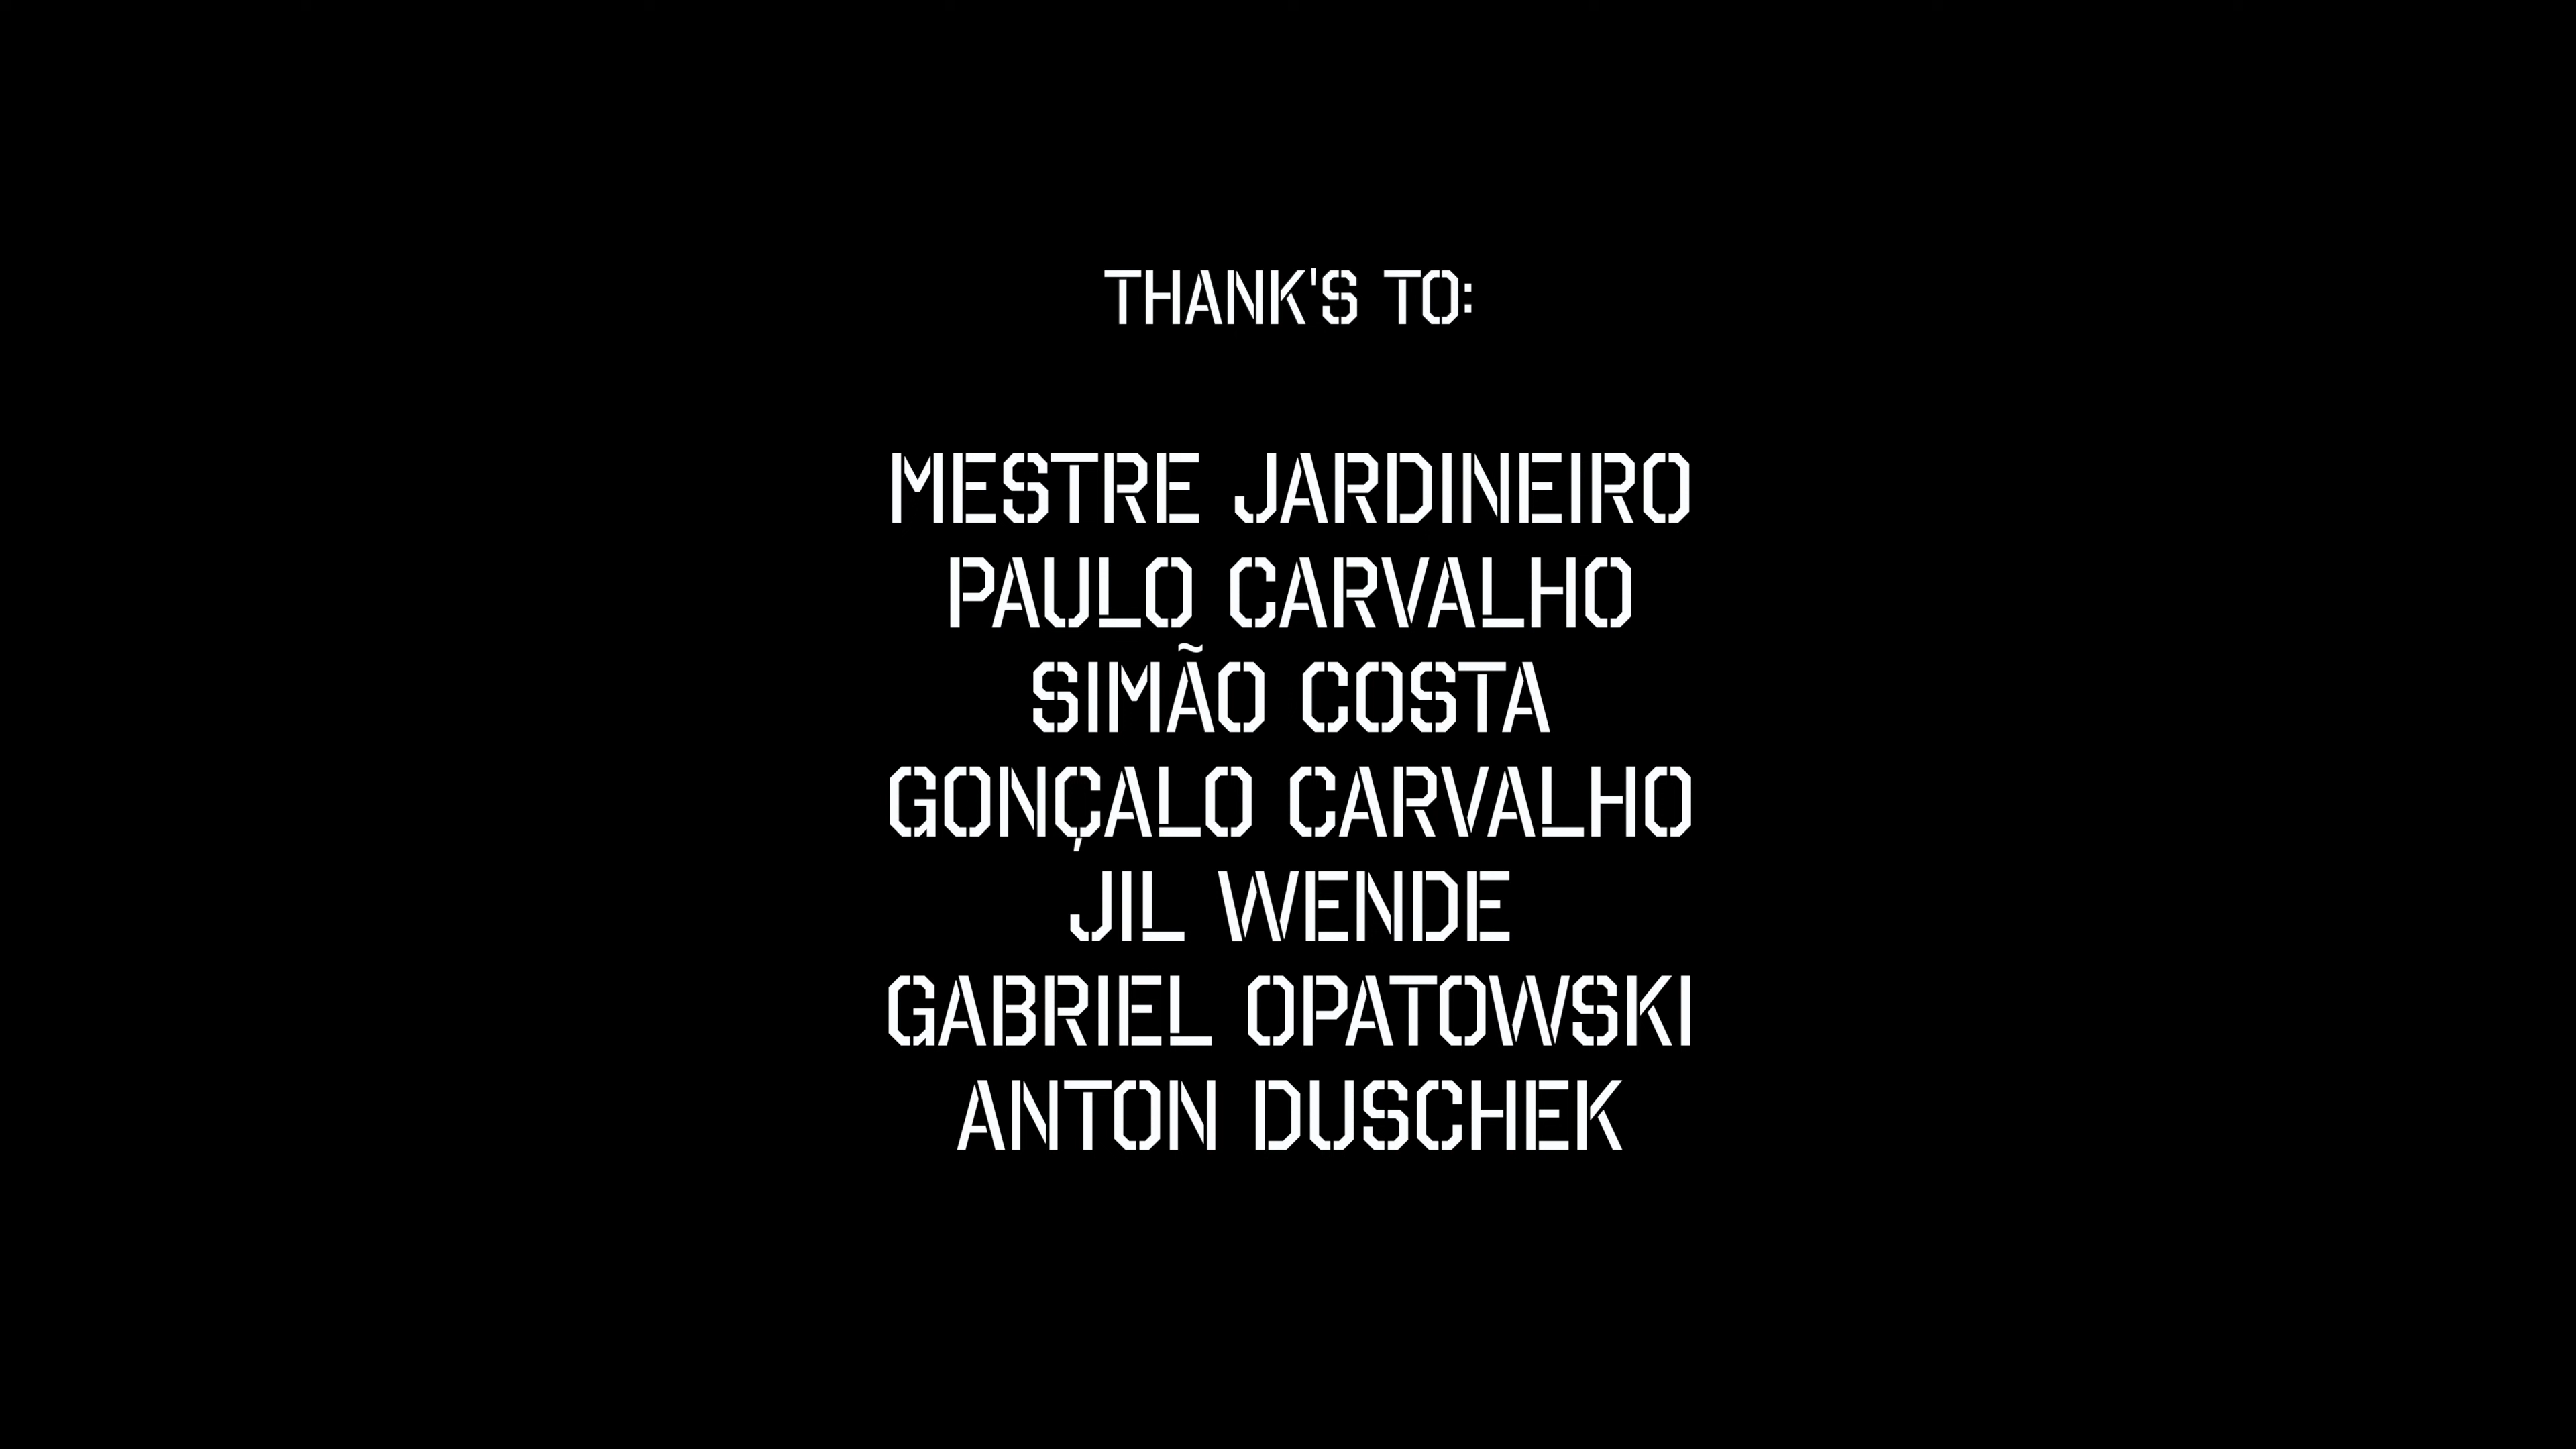 THANK'S TO:
MESTRE JARDINEIRO
PAULO CARVALHO
SIMÃO COSTA
GONÇALO CARVALHO
JIL WENDE
GABRIEL OPATOWSKI
ANTON DUSCHEK